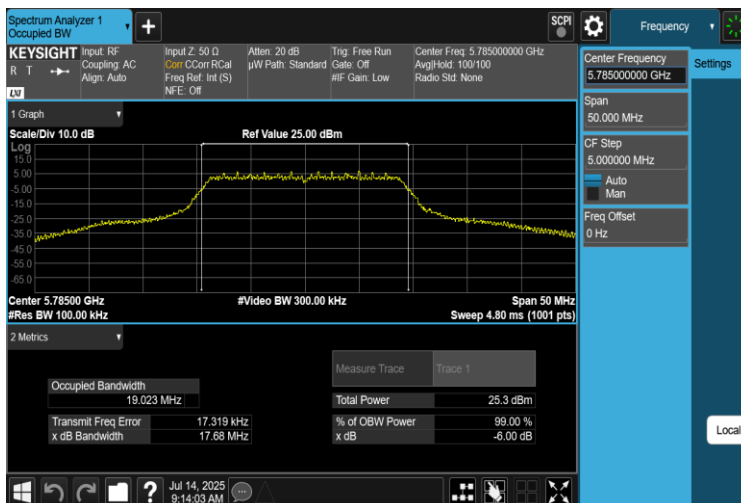 Spectrum Analyzer 1
Occupied BW
+
SCPI
Frequency
KEYSIGHT
R T
LXI
Input: RF
Coupling: AC
Align: Auto
Input Z: 50 Ω
Corr CCorr RCal
Freq Ref: Int (S)
NFE: Off
Atten: 20 dB
µW Path: Standard
Trig: Free Run
Gate: Off
#IF Gain: Low
Center Freq: 5.785000000 GHz
Avg|Hold: 100/100
Radio Std: None
Center Frequency
5.785000000 GHz
Settings
Span
50.000 MHz
CF Step
5.000000 MHz
Auto
Man
Freq Offset
0 Hz
Local
1 Graph
Scale/Div 10.0 dB
Ref Value 25.00 dBm
Log
15.0
5.00
-5.00
-15.0
-25.0
-35.0
-45.0
-55.0
-65.0
Center 5.78500 GHz
#Video BW 300.00 kHz
Span 50 MHz
#Res BW 100.00 kHz
Sweep 4.80 ms (1001 pts)
2 Metrics
Measure Trace
Trace 1
Occupied Bandwidth
19.023 MHz
Total Power
25.3 dBm
Transmit Freq Error
17.319 kHz
% of OBW Power
99.00 %
x dB Bandwidth
17.68 MHz
x dB
-6.00 dB
?
Jul 14, 2025
9:14:03 AM